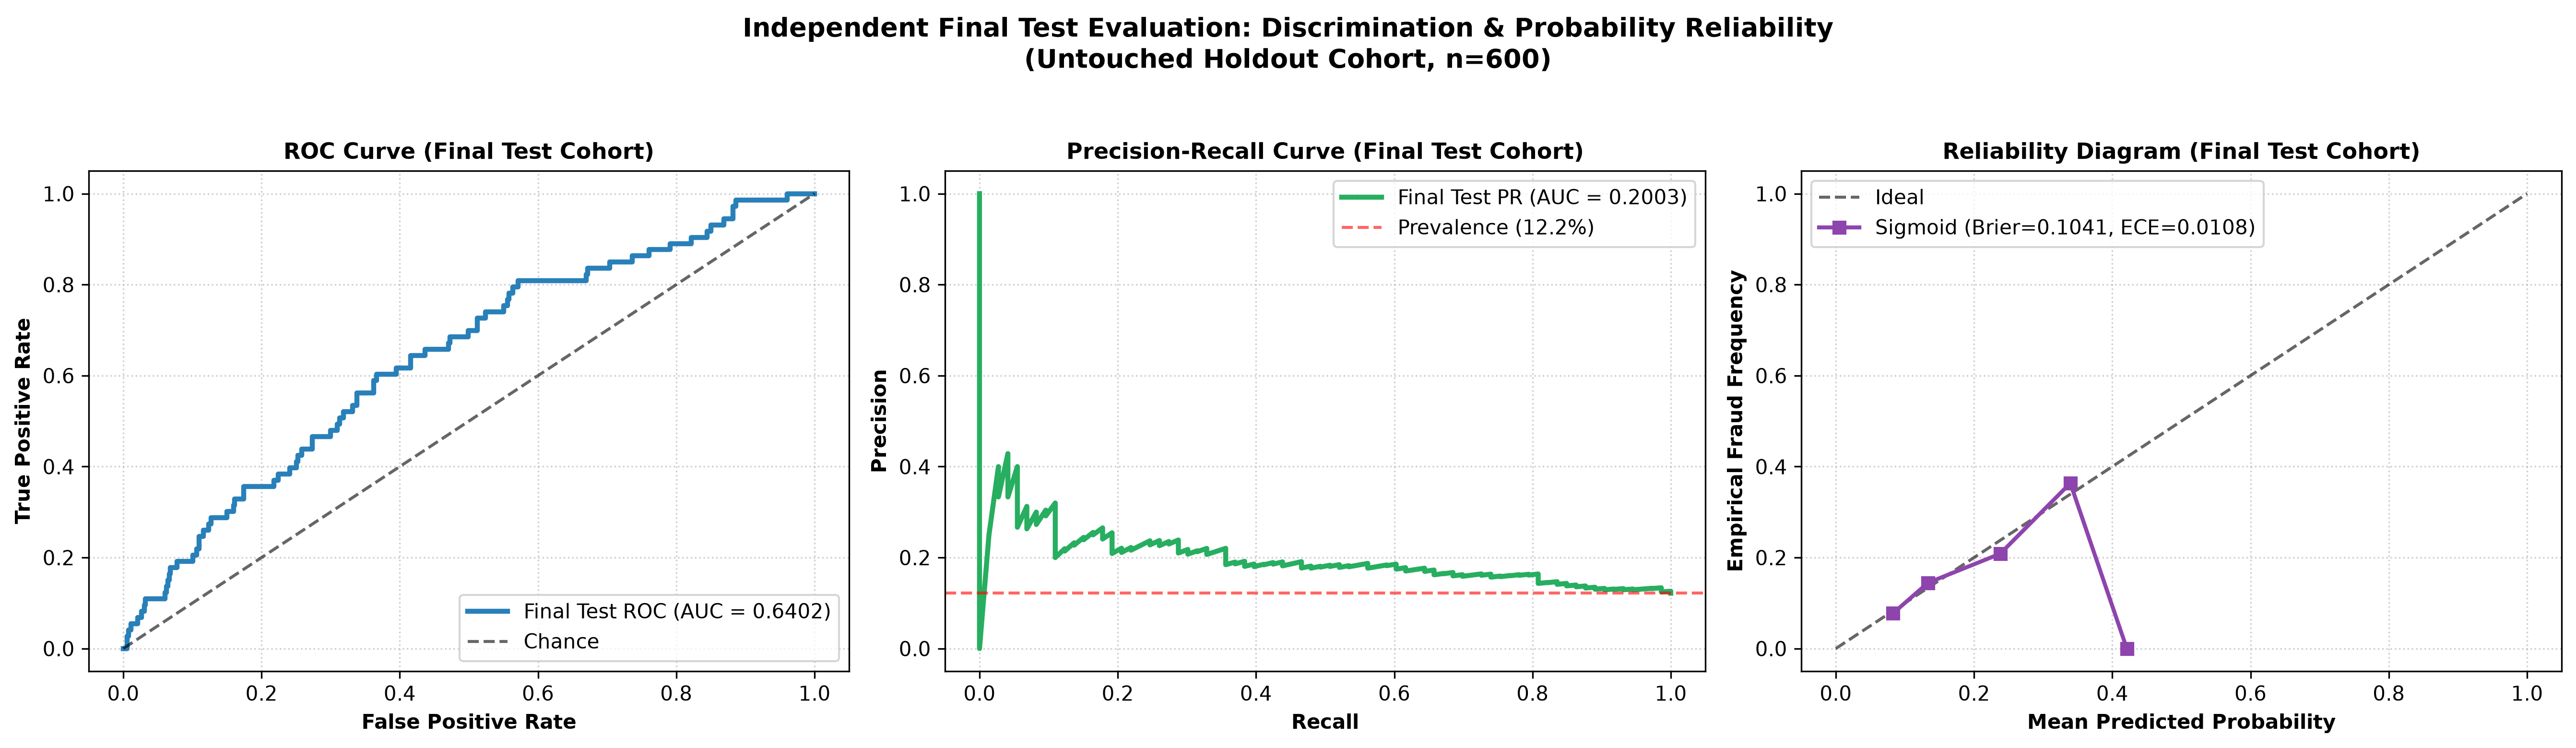 Independent Final Test Evaluation: Discrimination & Probability Reliability
(Untouched Holdout Cohort, n=600)
ROC Curve (Final Test Cohort)
True Positive Rate
1.0
0.8
0.6
0.4
0.2
0.0
Final Test ROC (AUC = 0.6402)
Chance
0.0 0.2 0.4 0.6 0.8 1.0
False Positive Rate
Precision-Recall Curve (Final Test Cohort)
Precision
1.0
0.8
0.6
0.4
0.2
0.0
Final Test PR (AUC = 0.2003)
Prevalence (12.2%)
0.0 0.2 0.4 0.6 0.8 1.0
Recall
Reliability Diagram (Final Test Cohort)
Empirical Fraud Frequency
1.0
0.8
0.6
0.4
0.2
0.0
Ideal
Sigmoid (Brier=0.1041, ECE=0.0108)
0.0 0.2 0.4 0.6 0.8 1.0
Mean Predicted Probability